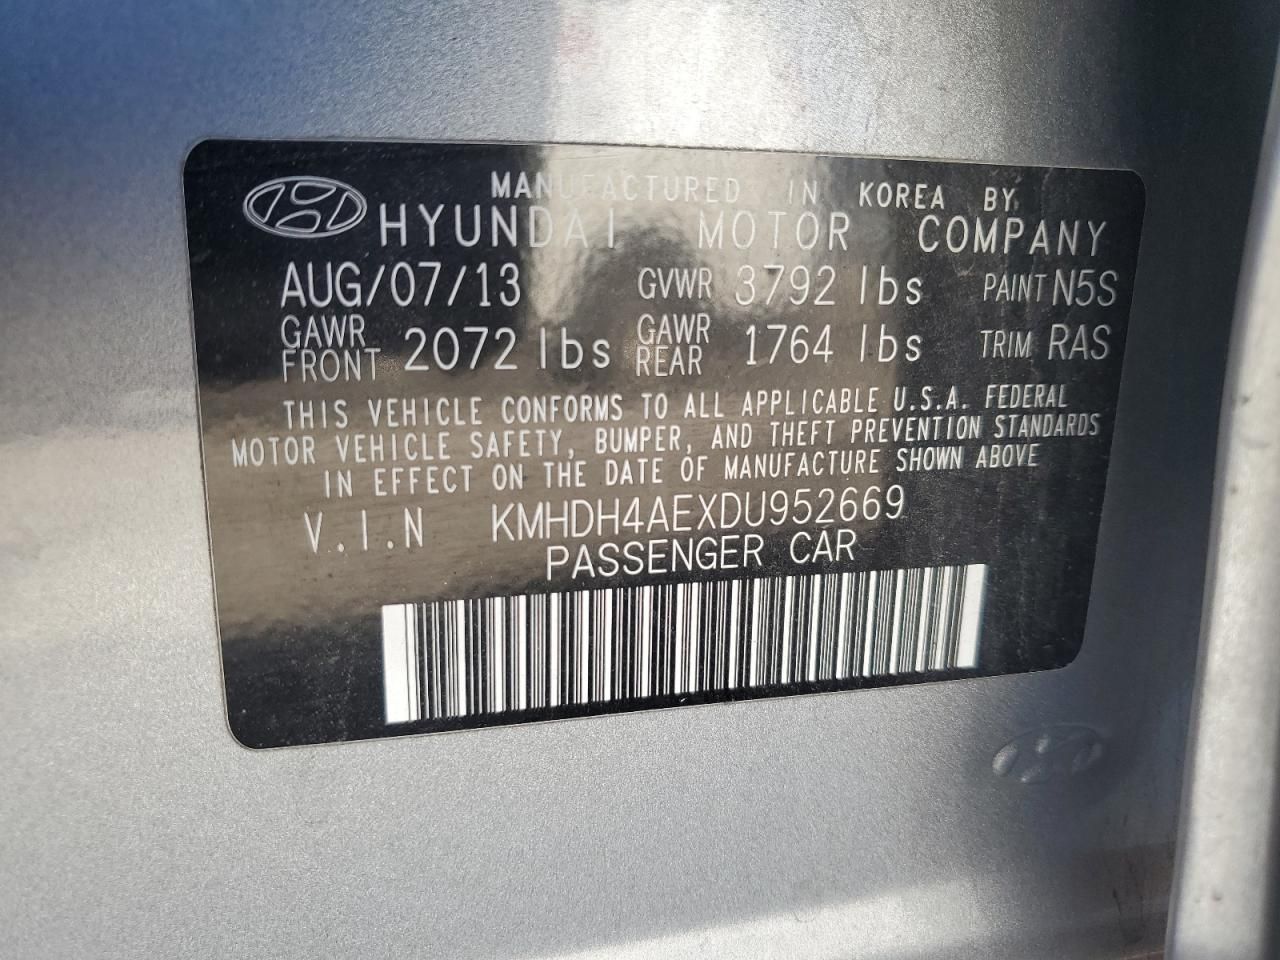 MANUFACTURED IN KOREA BY
HYUNDAI MOTOR COMPANY
AUG/07/13 GVWR 3792 lbs PAINT N5S
GAWR FRONT 2072 lbs GAWR REAR 1764 lbs TRIM RAS
THIS VEHICLE CONFORMS TO ALL APPLICABLE U.S.A. FEDERAL
MOTOR VEHICLE SAFETY, BUMPER, AND THEFT PREVENTION STANDARDS
IN EFFECT ON THE DATE OF MANUFACTURE SHOWN ABOVE
V.I.N KMHDH4AEXDU952669
PASSENGER CAR